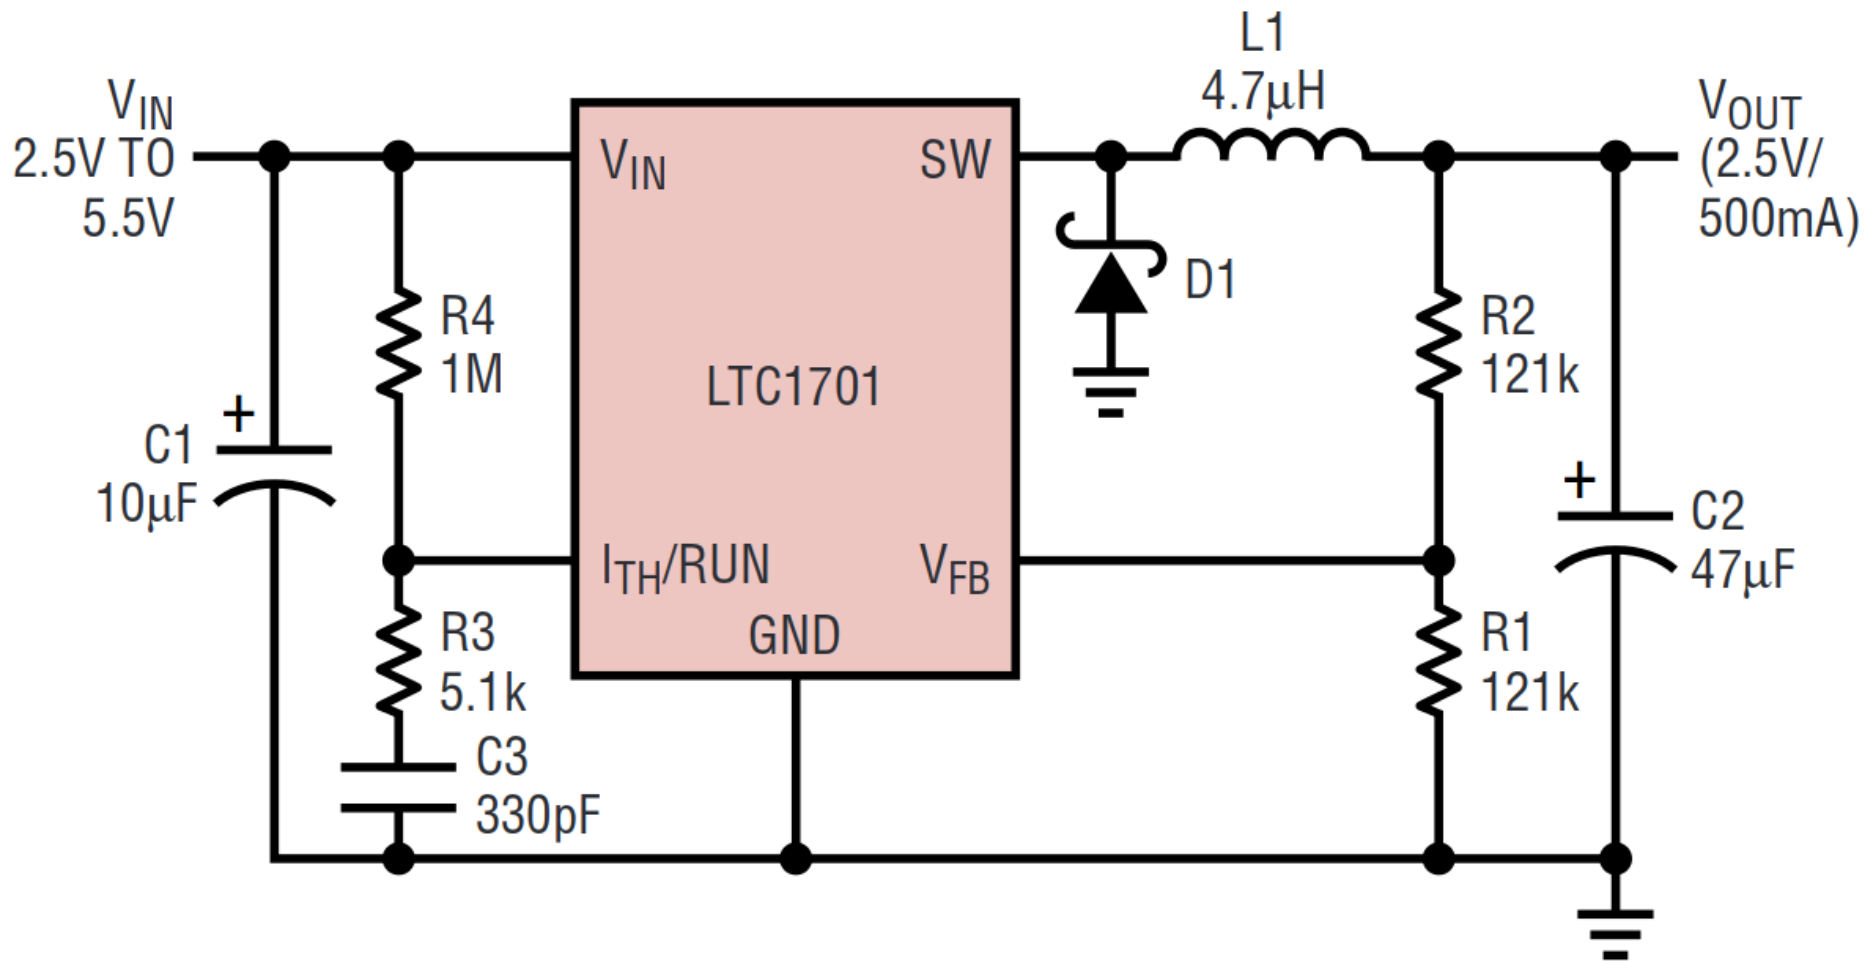 L1
4.7μH
VIN
2.5V TO
5.5V
VIN
SW
VOUT
(2.5V/
500mA)
D1
R4
1M
R2
121k
LTC1701
+
C1
10μF
+
C2
47μF
ITH/RUN
VFB
GND
R3
5.1k
R1
121k
C3
330pF